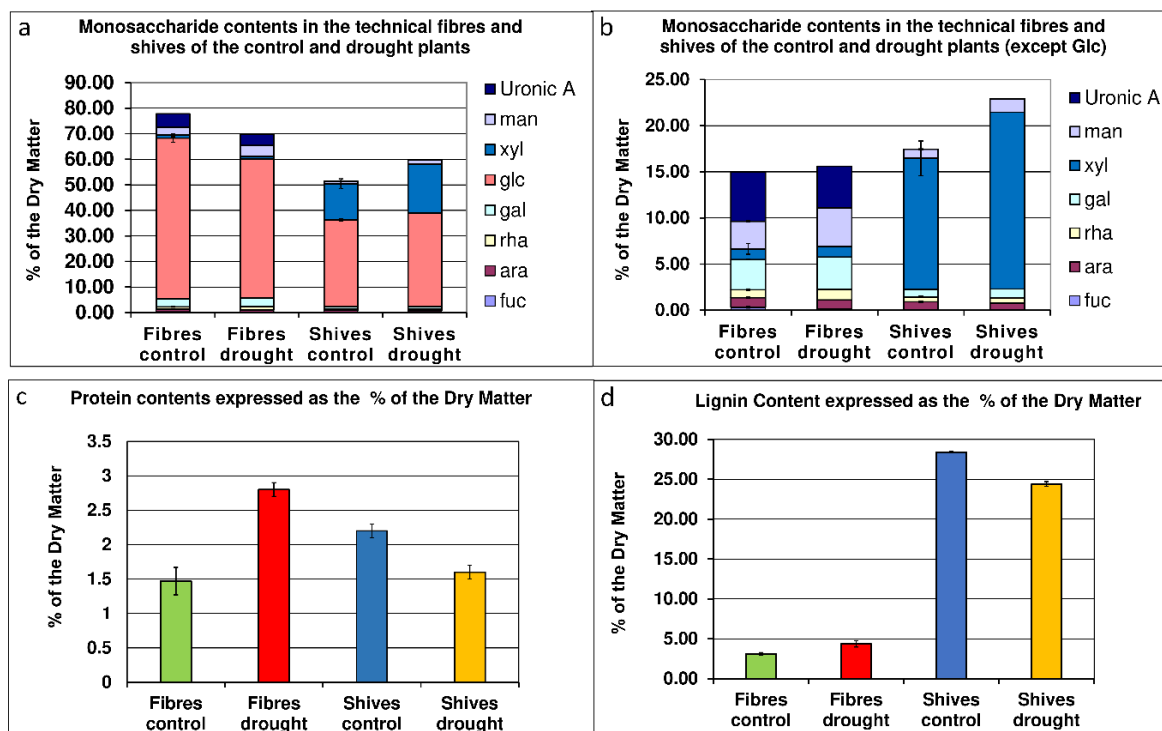 a
Monosaccharide contents in the technical fibres and
shives of the control and drought plants
% of the Dry Matter
90.00
80.00
70.00
60.00
50.00
40.00
30.00
20.00
10.00
0.00
Fibres control
Fibres drought
Shives control
Shives drought
Uronic A
man
xyl
glc
gal
rha
ara
fuc
b
Monosaccharide contents in the technical fibres and
shives of the control and drought plants (except Glc)
% of the Dry Matter
25.00
20.00
15.00
10.00
5.00
0.00
Fibres control
Fibres drought
Shives control
Shives drought
Uronic A
man
xyl
gal
rha
ara
fuc
c
Protein contents expressed as the % of the Dry Matter
% of the Dry Matter
3.5
3
2.5
2
1.5
1
0.5
0
Fibres control
Fibres drought
Shives control
Shives drought
d
Lignin Content expressed as the % of the Dry Matter
% of the Dry Matter
30.00
25.00
20.00
15.00
10.00
5.00
0.00
Fibres control
Fibres drought
Shives control
Shives drought